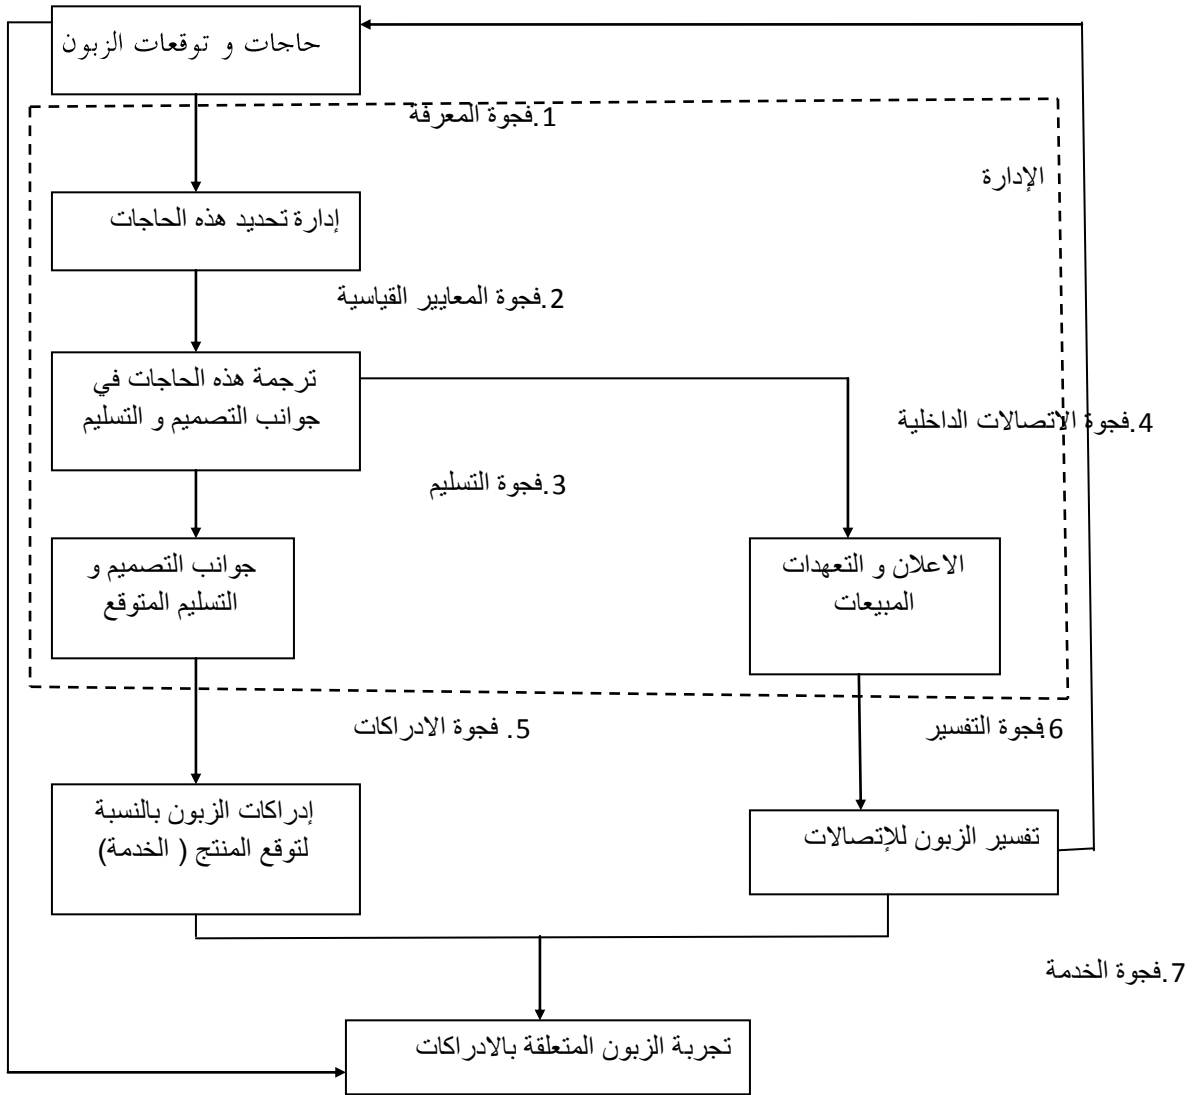 حاجات و توقعات الزبون
1.فجوة المعرفة
الإدارة
إدارة تحديد هذه الحاجات
2.فجوة المعايير القياسية
ترجمة هذه الحاجات في
جوانب التصميم و التسليم
4.فجوة الاتصالات الداخلية
3.فجوة التسليم
جوانب التصميم و
التسليم المتوقع
الاعلان و التعهدات
المبيعات
5. فجوة الادراكات
6.فجوة التفسير
إدراكات الزبون بالنسبة
لتوقع المنتج ( الخدمة)
تفسير الزبون للإتصالات
7.فجوة الخدمة
تجربة الزبون المتعلقة بالادراكات